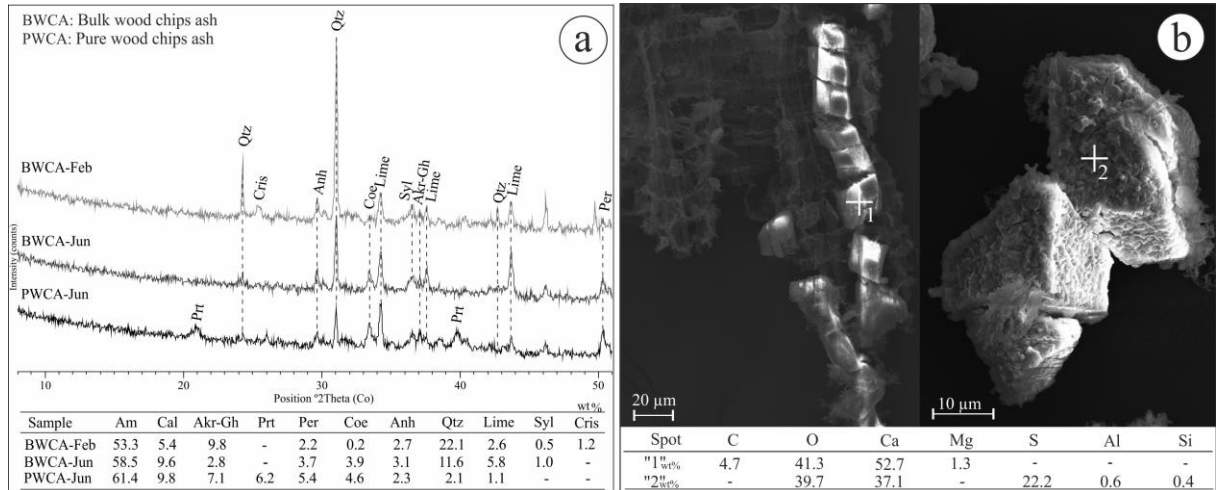 BWCA: Bulk wood chips ash
PWCA: Pure wood chips ash
a
Qtz
Qtz
Cris
Anh
Coe
Lime
Syl
Akr-Gh
Lime
Qtz
Lime
Per
BWCA-Feb
BWCA-Jun
PWCA-Jun
Prt
Prt
Intensity (counts)
10 20 30 40 50
Position °2Theta (Co)
wt%
Sample Am Cal Akr-Gh Prt Per Coe Anh Qtz Lime Syl Cris
BWCA-Feb 53.3 5.4 9.8 - 2.2 0.2 2.7 22.1 2.6 0.5 1.2
BWCA-Jun 58.5 9.6 2.8 - 3.7 3.9 3.1 11.6 5.8 1.0 -
PWCA-Jun 61.4 9.8 7.1 6.2 5.4 4.6 2.3 2.1 1.1 - -
b
1
2
20 µm
10 µm
Spot C O Ca Mg S Al Si
"1"wt% 4.7 41.3 52.7 1.3 - - -
"2"wt% - 39.7 37.1 - 22.2 0.6 0.4